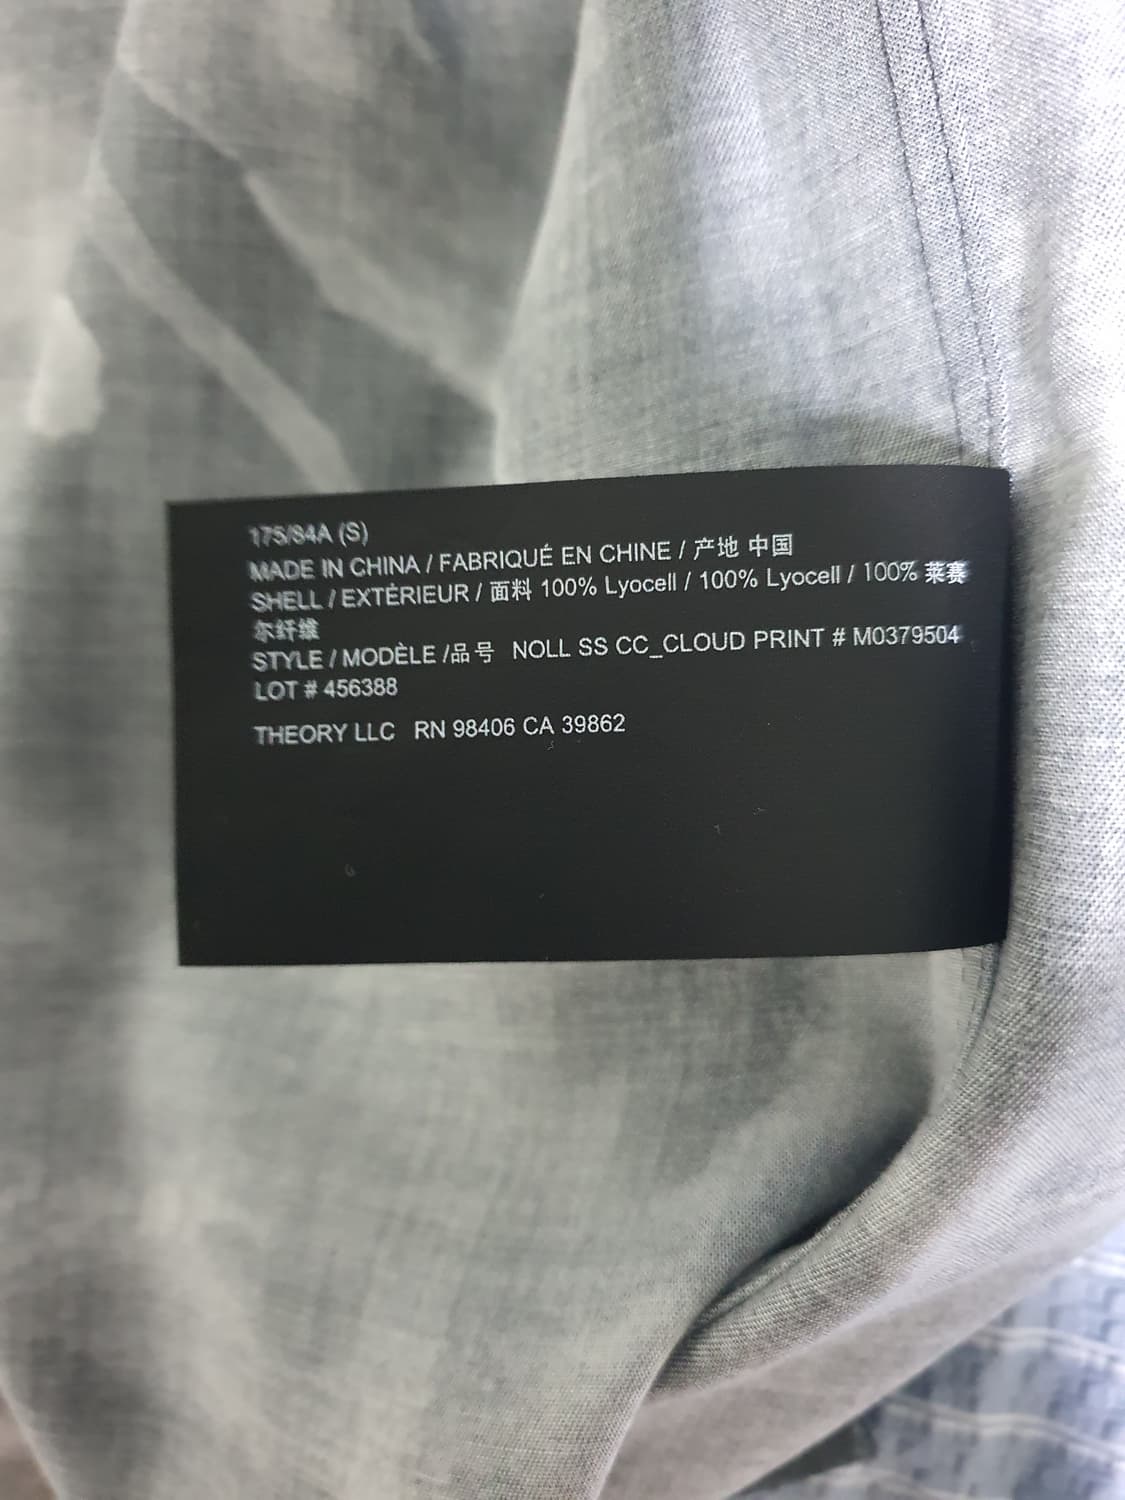 175/84A (S)
MADE IN CHINA / FABRIQUÉ EN CHINE / 产地 中国
SHELL / EXTÉRIEUR / 面料 100% Lyocell / 100% Lyocell / 100% 莱赛
尔纤维
STYLE / MODÈLE /品号 NOLL SS CC_CLOUD PRINT # M0379504
LOT # 456388
THEORY LLC RN 98406 CA 39862